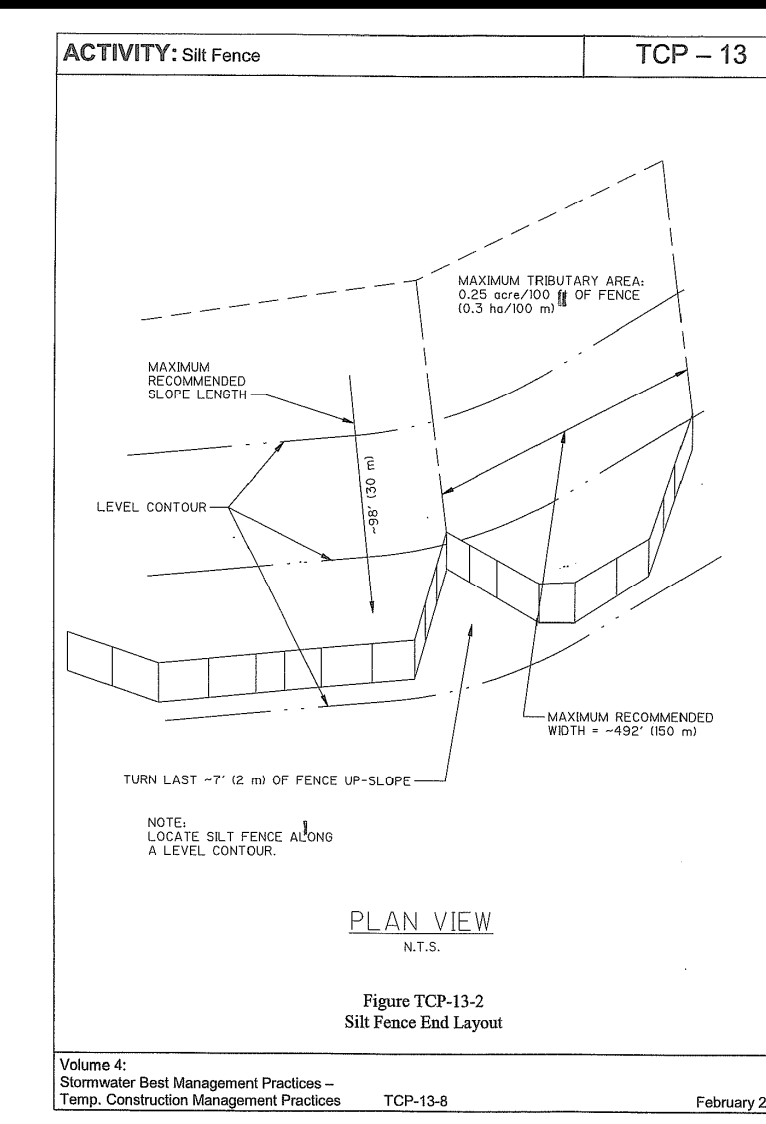 ACTIVITY: Silt Fence
TCP – 13
MAXIMUM TRIBUTARY AREA:
0.25 acre/100 ft OF FENCE
(0.3 ha/100 m)
MAXIMUM
RECOMMENDED
SLOPE LENGTH
~98' (30 m)
LEVEL CONTOUR
MAXIMUM RECOMMENDED
WIDTH = ~492' (150 m)
TURN LAST ~7' (2 m) OF FENCE UP-SLOPE
NOTE:
LOCATE SILT FENCE ALONG
A LEVEL CONTOUR.
PLAN VIEW
N.T.S.
Figure TCP-13-2
Silt Fence End Layout
Volume 4:
Stormwater Best Management Practices –
Temp. Construction Management Practices
TCP-13-8
February 2